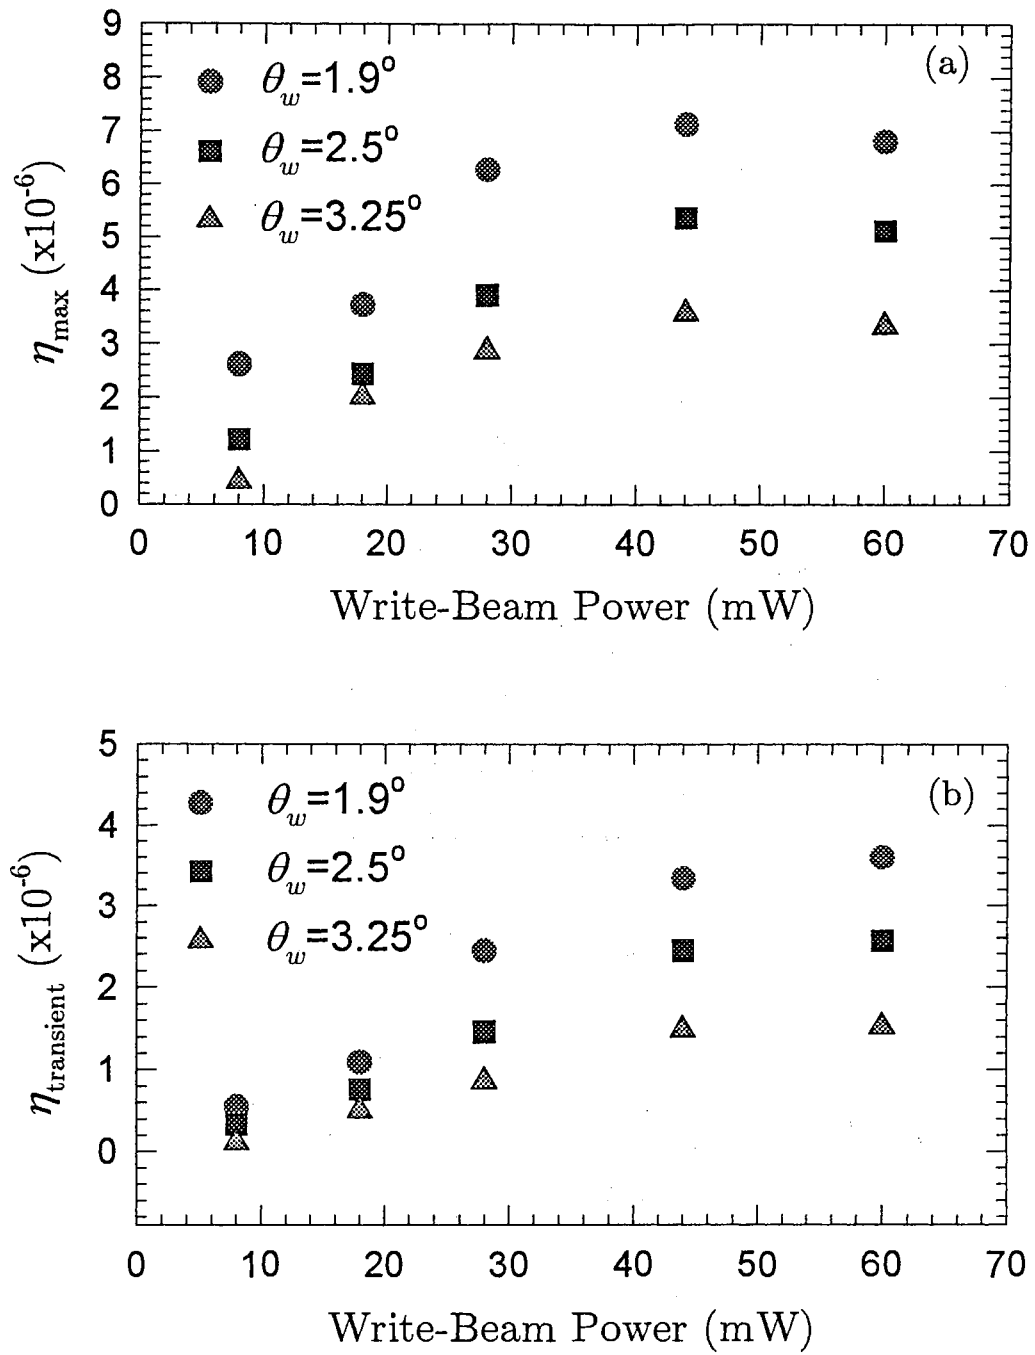 9
8
7
6
5
4
3
2
1
0
η_max (x10^-6)
(a)
θ_w=1.9°
θ_w=2.5°
θ_w=3.25°
0 10 20 30 40 50 60 70
Write-Beam Power (mW)
5
4
3
2
1
0
η_transient (x10^-6)
(b)
θ_w=1.9°
θ_w=2.5°
θ_w=3.25°
0 10 20 30 40 50 60 70
Write-Beam Power (mW)